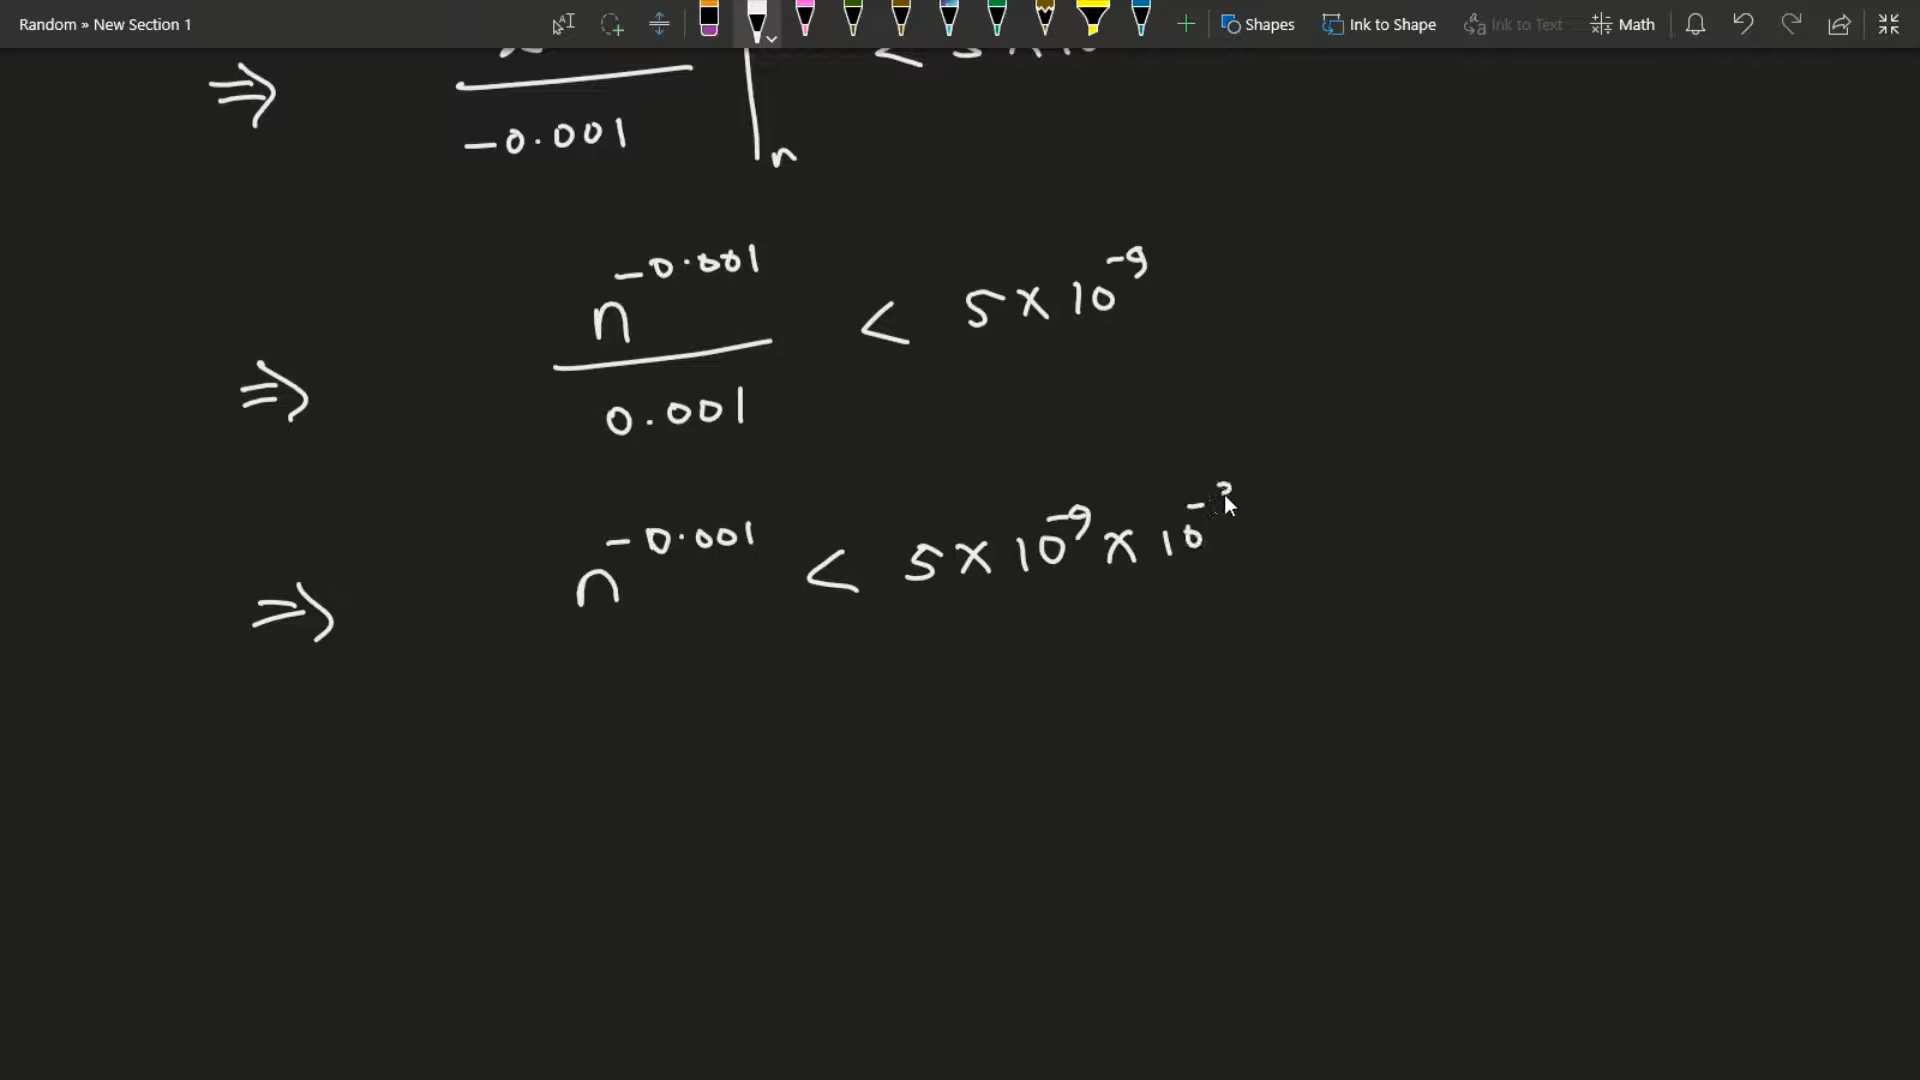 Random » New Section 1
Shapes
Ink to Shape
Ink to Text
Math
⇒ -0.001 |n
⇒ n^-0.001 / 0.001 < 5 × 10^-9
⇒ n^-0.001 < 5 × 10^-9 × 10^-